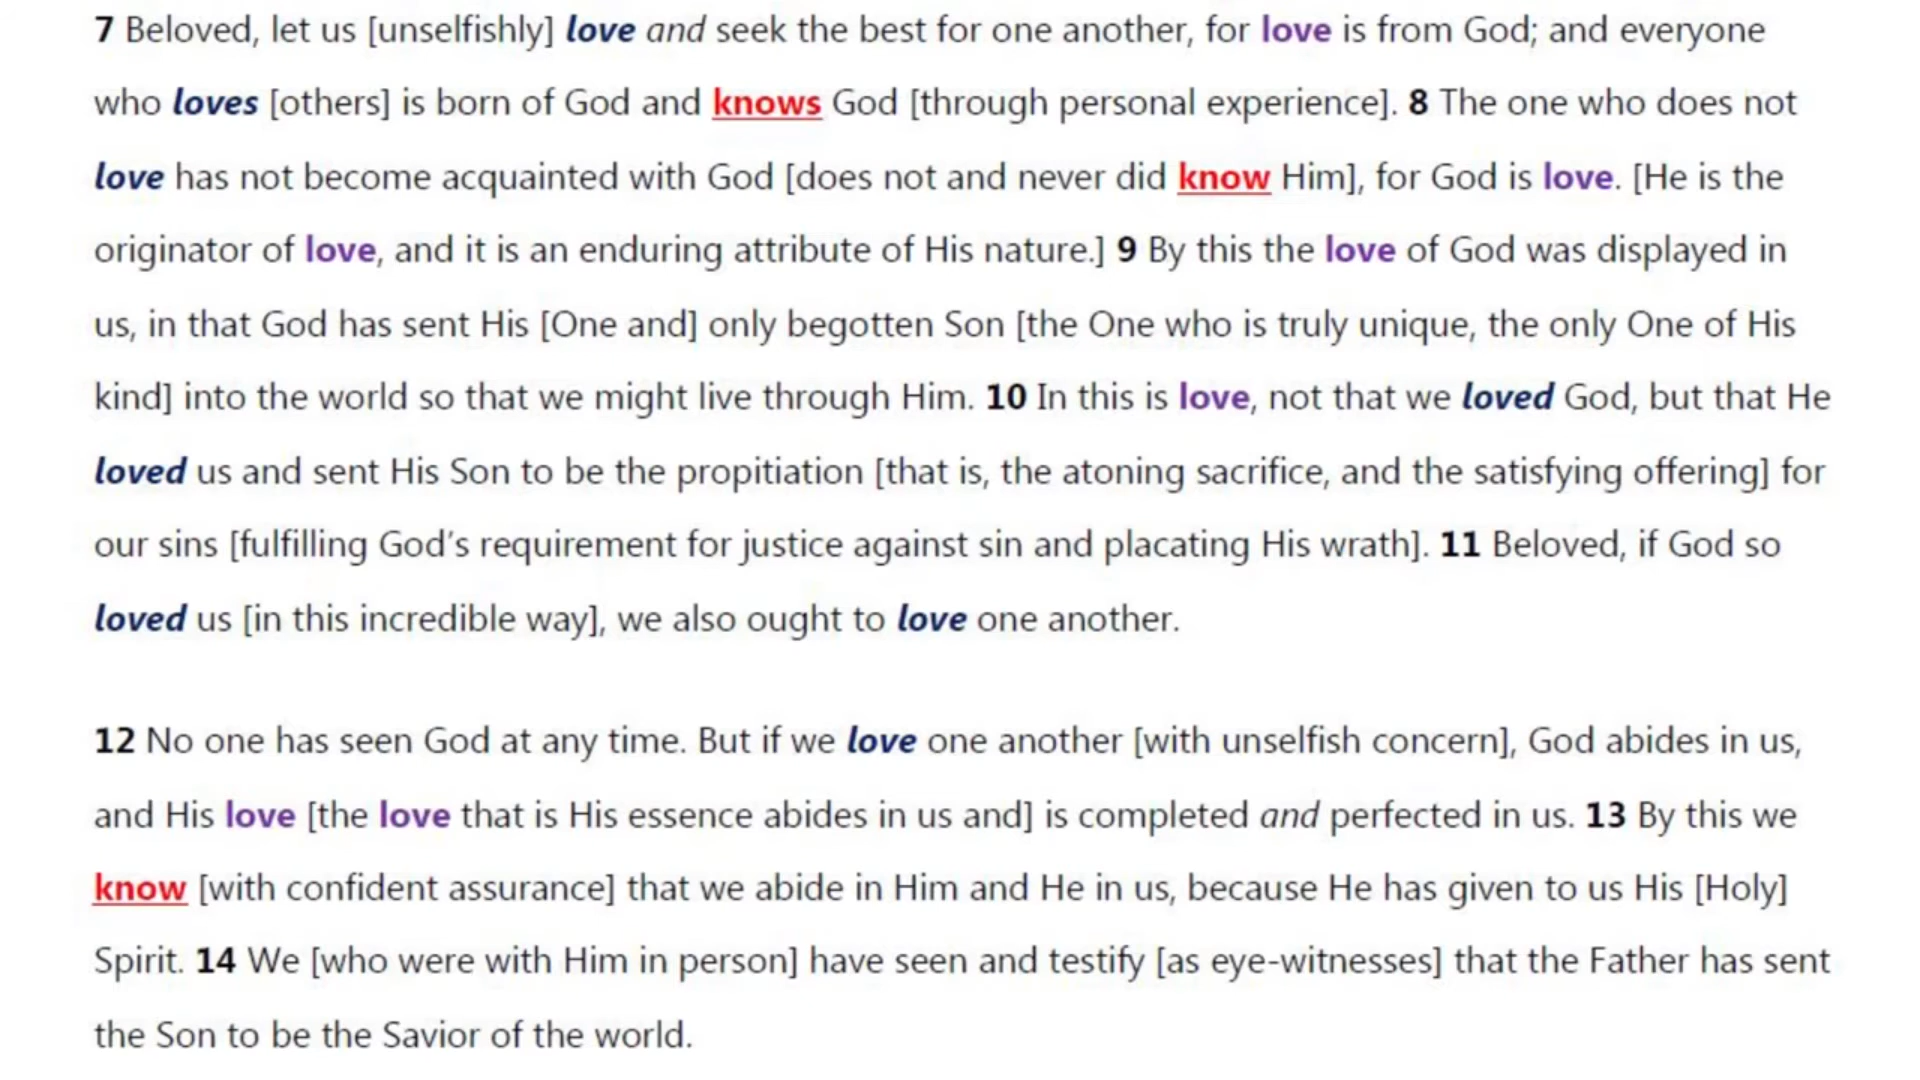 7 Beloved, let us [unselfishly] love and seek the best for one another, for love is from God; and everyone
who loves [others] is born of God and knows God [through personal experience]. 8 The one who does not
love has not become acquainted with God [does not and never did know Him], for God is love. [He is the
originator of love, and it is an enduring attribute of His nature.] 9 By this the love of God was displayed in
us, in that God has sent His [One and] only begotten Son [the One who is truly unique, the only One of His
kind] into the world so that we might live through Him. 10 In this is love, not that we loved God, but that He
loved us and sent His Son to be the propitiation [that is, the atoning sacrifice, and the satisfying offering] for
our sins [fulfilling God's requirement for justice against sin and placating His wrath]. 11 Beloved, if God so
loved us [in this incredible way], we also ought to love one another.
12 No one has seen God at any time. But if we love one another [with unselfish concern], God abides in us,
and His love [the love that is His essence abides in us and] is completed and perfected in us. 13 By this we
know [with confident assurance] that we abide in Him and He in us, because He has given to us His [Holy]
Spirit. 14 We [who were with Him in person] have seen and testify [as eye-witnesses] that the Father has sent
the Son to be the Savior of the world.